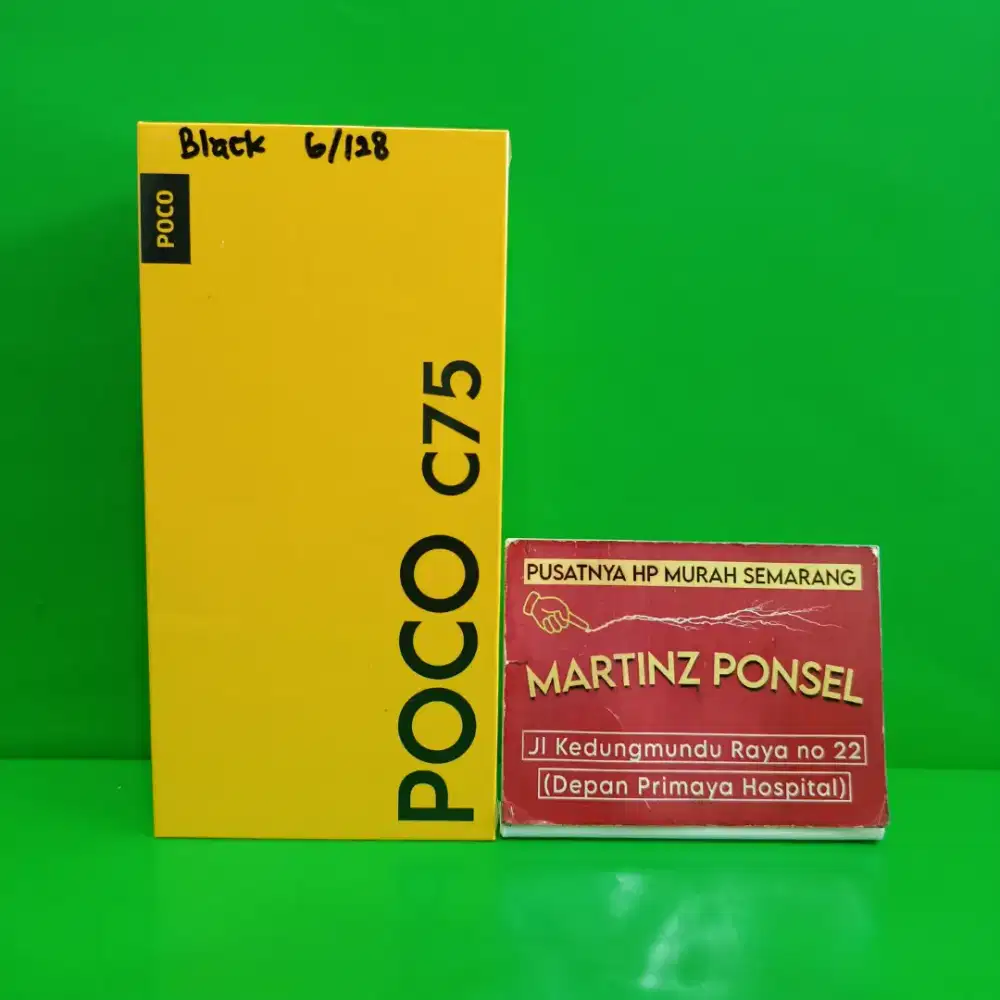 Black 6/128
POCO
POCO C75
PUSATNYA HP MURAH SEMARANG
MARTINZ PONSEL
Jl Kedungmundu Raya no 22
(Depan Primaya Hospital)